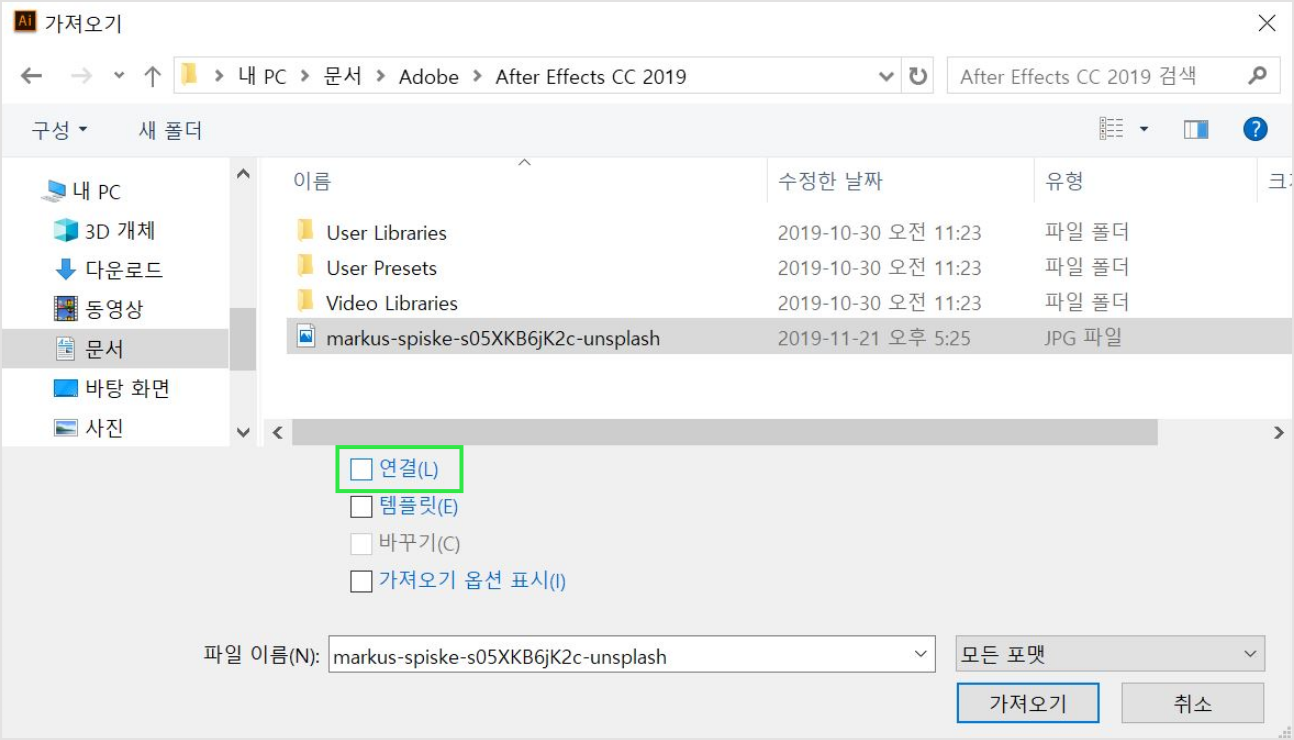 Ai 가져오기
내 PC > 문서 > Adobe > After Effects CC 2019
After Effects CC 2019 검색
구성
새 폴더
?
내 PC
3D 개체
다운로드
동영상
문서
바탕 화면
사진
이름 수정한 날짜 유형
User Libraries 2019-10-30 오전 11:23 파일 폴더
User Presets 2019-10-30 오전 11:23 파일 폴더
Video Libraries 2019-10-30 오전 11:23 파일 폴더
markus-spiske-s05XKB6jK2c-unsplash 2019-11-21 오후 5:25 JPG 파일
연결(L)
템플릿(E)
바꾸기(C)
가져오기 옵션 표시(I)
파일 이름(N): markus-spiske-s05XKB6jK2c-unsplash 모든 포맷
가져오기 취소